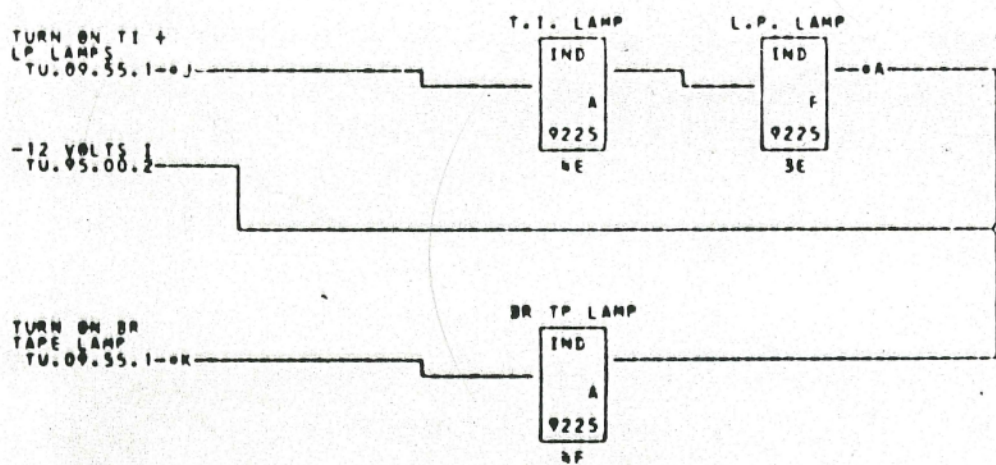 T.I. LAMP
L.P. LAMP
TURN ON TI +
LP LAMPS
TU.09.55.1
J
IND
A
9225
4E
IND
F
9225
3E
A
-12 VOLTS I
TU.95.00.2
BR TP LAMP
TURN ON BR
TAPE LAMP
TU.09.55.1
K
IND
A
9225
4F